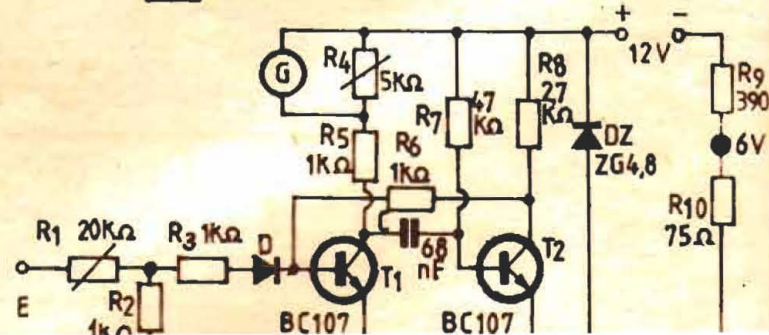 + -
12V
G
R4
5KΩ
R8
27
KΩ
R9
390
R7
47
KΩ
R5
1KΩ
R6
1KΩ
DZ
ZG4,8
6V
R10
75Ω
R1 20KΩ
R3 1KΩ
D
C
68
nF
T1
T2
E
R2
1KΩ
BC107
BC107